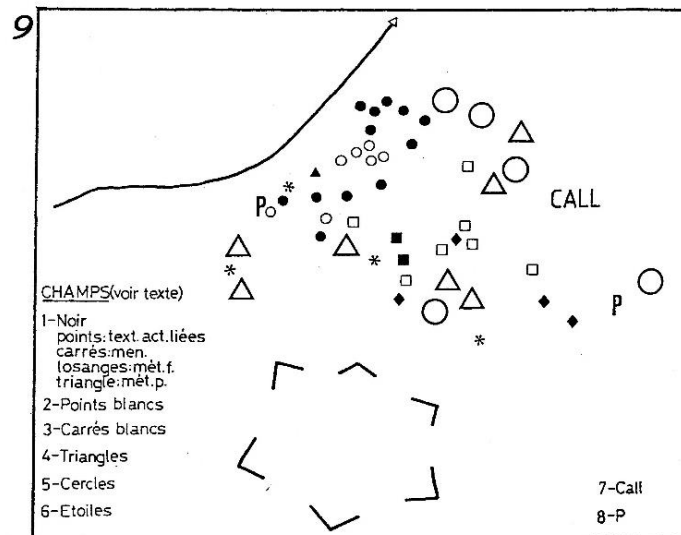 9
P
CALL
P
CHAMPS(voir texte)
1-Noir
points:text.act.liées
carrés:men.
losanges:mét.f.
triangle:mét.p.
2-Points blancs
3-Carrés blancs
4-Triangles
5-Cercles
6-Etoiles
7-Call
8-P